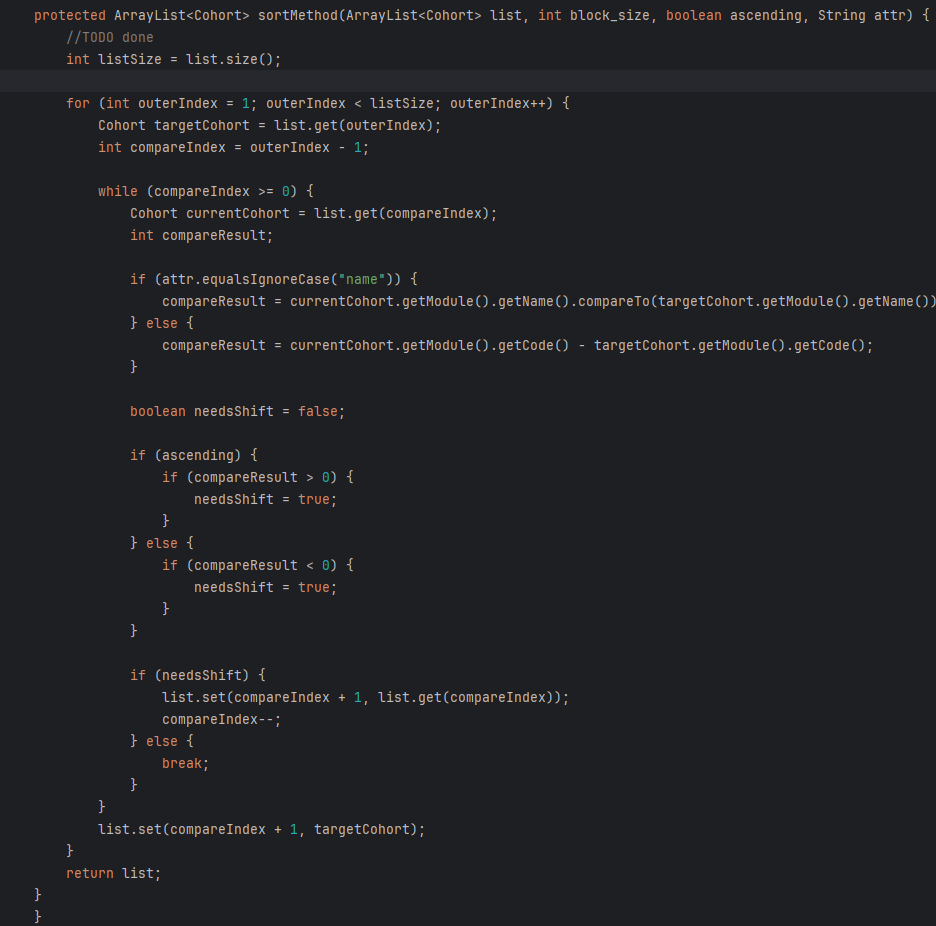 protected ArrayList<Cohort> sortMethod(ArrayList<Cohort> list, int block_size, boolean ascending, String attr) {
    //TODO done
    int listSize = list.size();

    for (int outerIndex = 1; outerIndex < listSize; outerIndex++) {
        Cohort targetCohort = list.get(outerIndex);
        int compareIndex = outerIndex - 1;

        while (compareIndex >= 0) {
            Cohort currentCohort = list.get(compareIndex);
            int compareResult;

            if (attr.equalsIgnoreCase("name")) {
                compareResult = currentCohort.getModule().getName().compareTo(targetCohort.getModule().getName())
            } else {
                compareResult = currentCohort.getModule().getCode() - targetCohort.getModule().getCode();
            }

            boolean needsShift = false;

            if (ascending) {
                if (compareResult > 0) {
                    needsShift = true;
                }
            } else {
                if (compareResult < 0) {
                    needsShift = true;
                }
            }

            if (needsShift) {
                list.set(compareIndex + 1, list.get(compareIndex));
                compareIndex--;
            } else {
                break;
            }
        }
        list.set(compareIndex + 1, targetCohort);
    }
    return list;
}
}